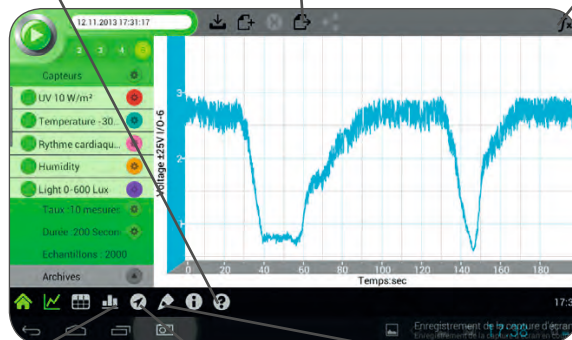 12.11.2013 17:31:17
fx
2 3 4 5
Capteurs
UV 10 W/m²
Temperature -30...
Rythme cardiaqu...
Humidity
Light 0-600 Lux
Taux :10 mesures
Durée :200 Secon
Echantillons : 2000
Archives
Voltage ±25V I/O-6
3
2
1
0 20 40 60 80 100 120 140 160 180
Temps:sec
17:3
Enregistrement de la capture d'écran